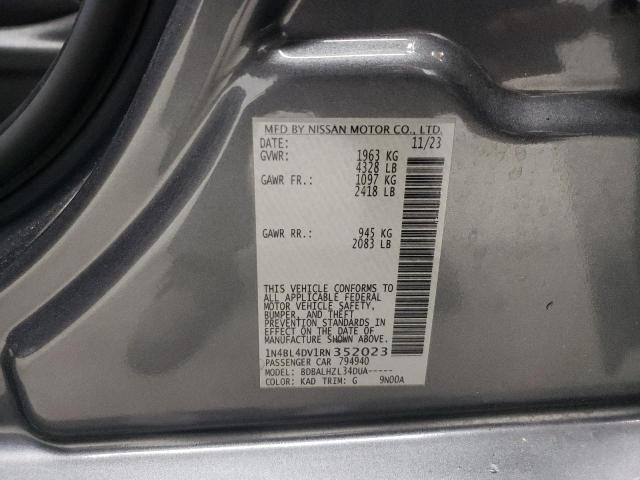 MFD BY NISSAN MOTOR CO., LTD.
DATE: 11/23
GVWR: 1963 KG
4328 LB
GAWR FR.: 1097 KG
2418 LB
GAWR RR.: 945 KG
2083 LB
THIS VEHICLE CONFORMS TO
ALL APPLICABLE FEDERAL
MOTOR VEHICLE SAFETY,
BUMPER, AND THEFT
PREVENTION STANDARDS IN
EFFECT ON THE DATE OF
MANUFACTURE SHOWN ABOVE.
1N4BL4DV1RN352023
PASSENGER CAR 794940
MODEL: BDBALHZL34DUA-----
COLOR: KAD TRIM: G 9N00A